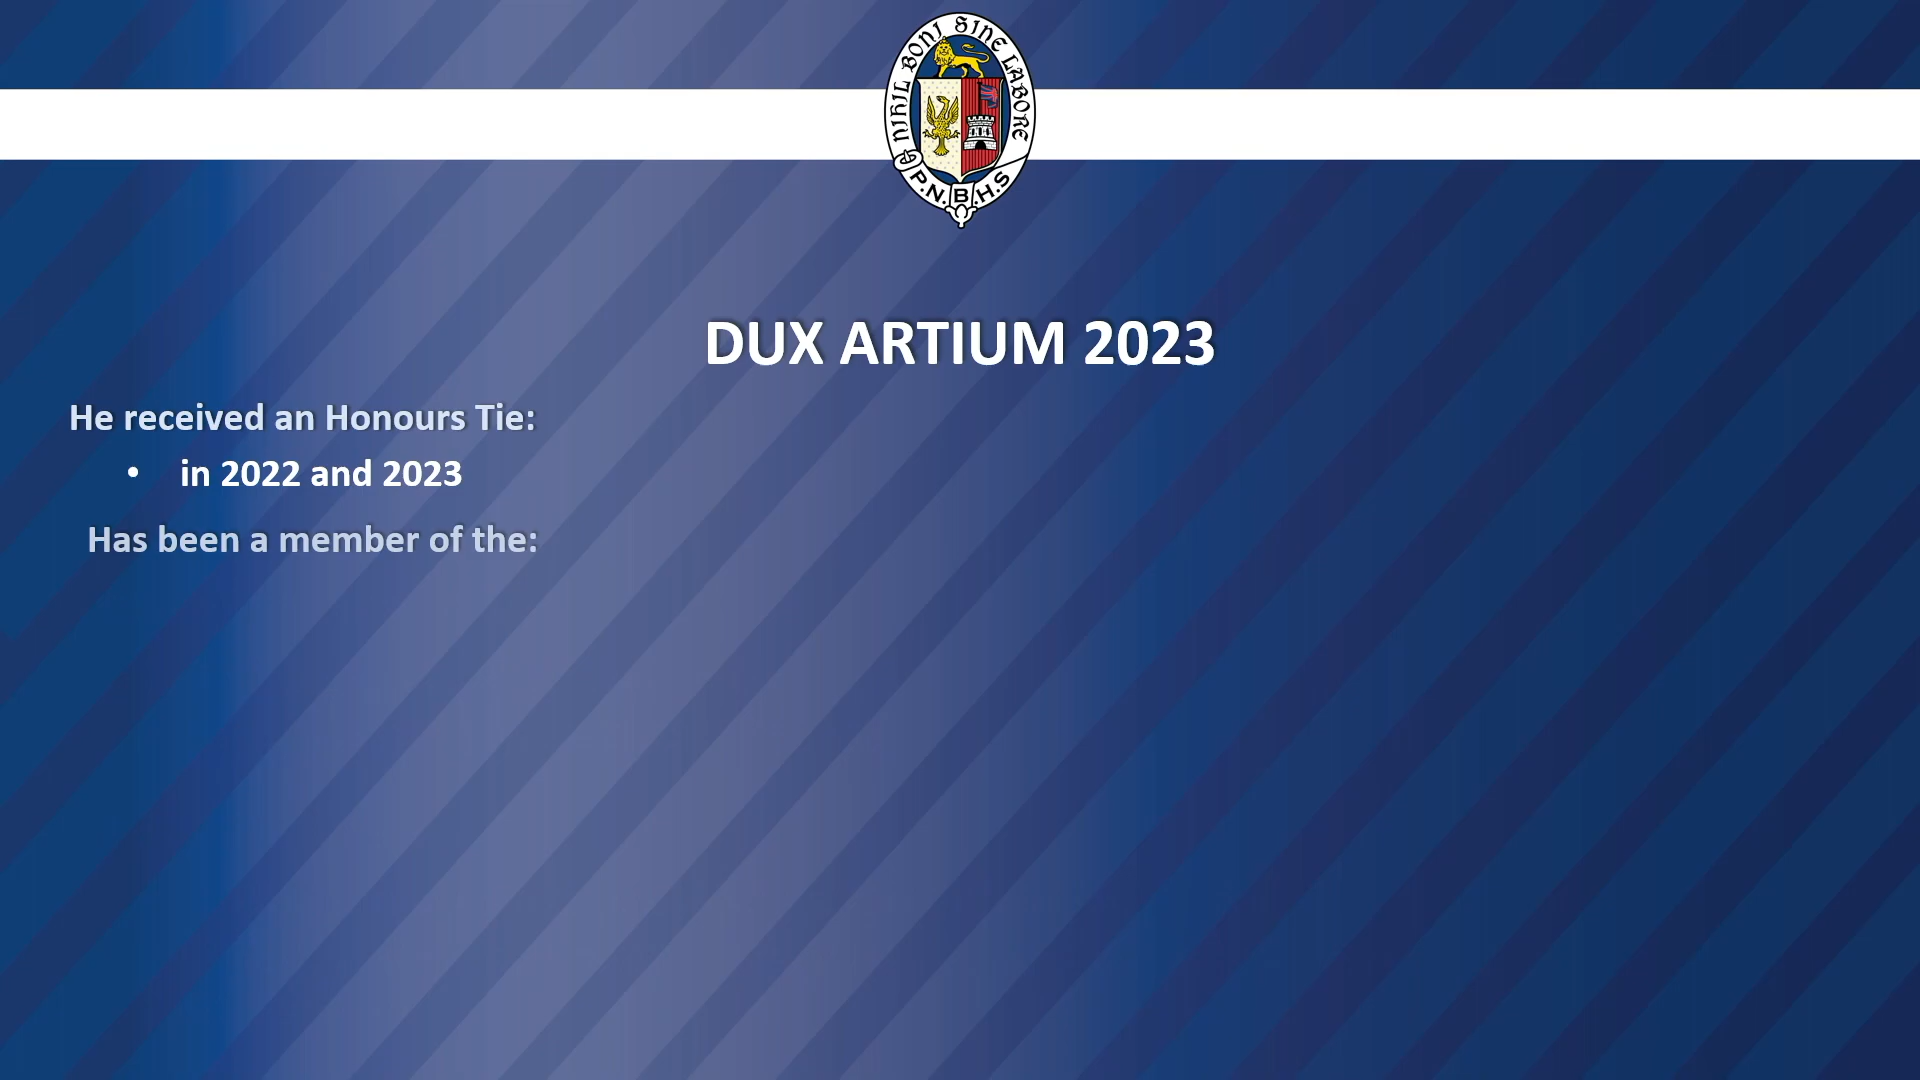 NIHIL BONI SINE LABORE
P.N.B.H.S
DUX ARTIUM 2023
He received an Honours Tie:
• in 2022 and 2023
Has been a member of the: